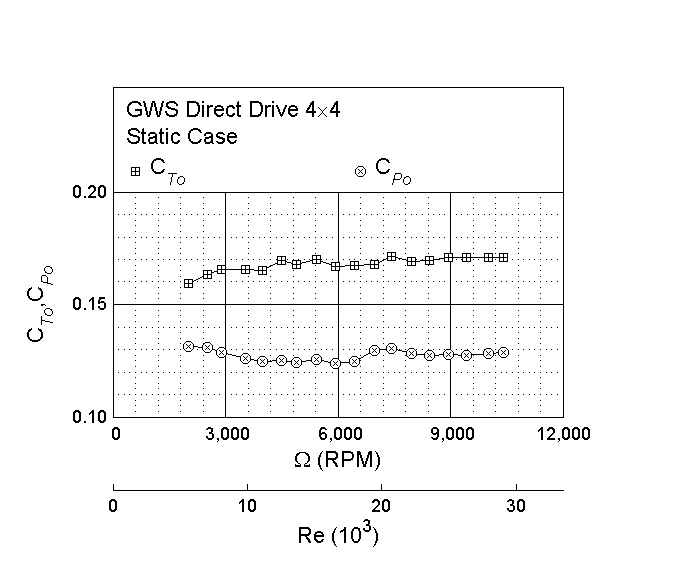 GWS Direct Drive 4×4
Static Case
C_To C_Po
0.20
0.15
0.10
C_To, C_Po
0 3,000 6,000 9,000 12,000
Ω (RPM)
0 10 20 30
Re (10³)